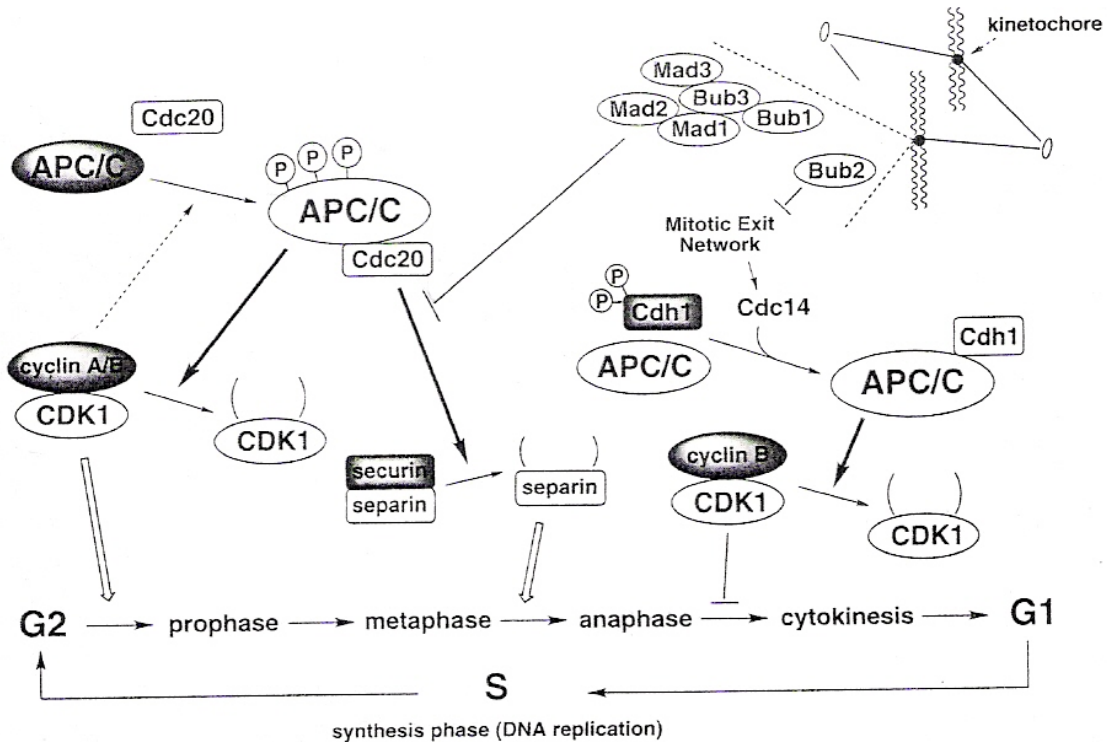 kinetochore
Mad3
Cdc20
Mad2
Bub3
Bub1
Mad1
APC/C
P
P
P
Bub2
APC/C
Mitotic Exit
Network
Cdc20
P
P
Cdh1
Cdc14
Cdh1
cyclin A/B
APC/C
APC/C
CDK1
CDK1
securin
separin
separin
cyclin B
CDK1
CDK1
G2
prophase
metaphase
anaphase
cytokinesis
G1
S
synthesis phase (DNA replication)